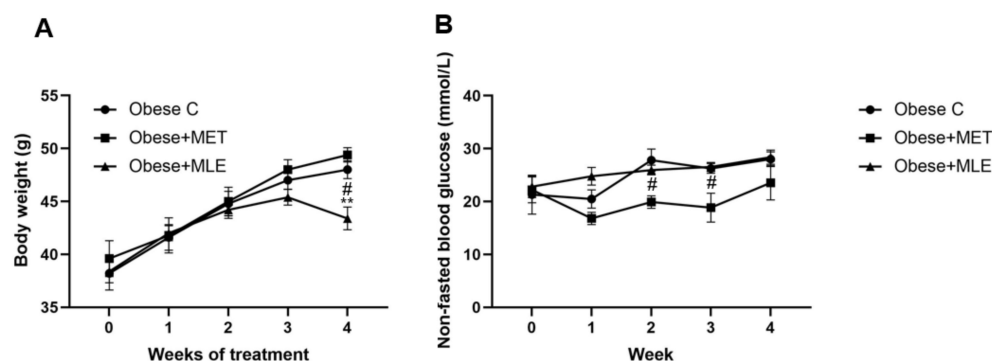 A
Body weight (g)
55
50
45
40
35
Obese C
Obese+MET
Obese+MLE
#
**
0 1 2 3 4
Weeks of treatment
B
Non-fasted blood glucose (mmol/L)
40
30
20
10
0
# #
0 1 2 3 4
Week
Obese C
Obese+MET
Obese+MLE